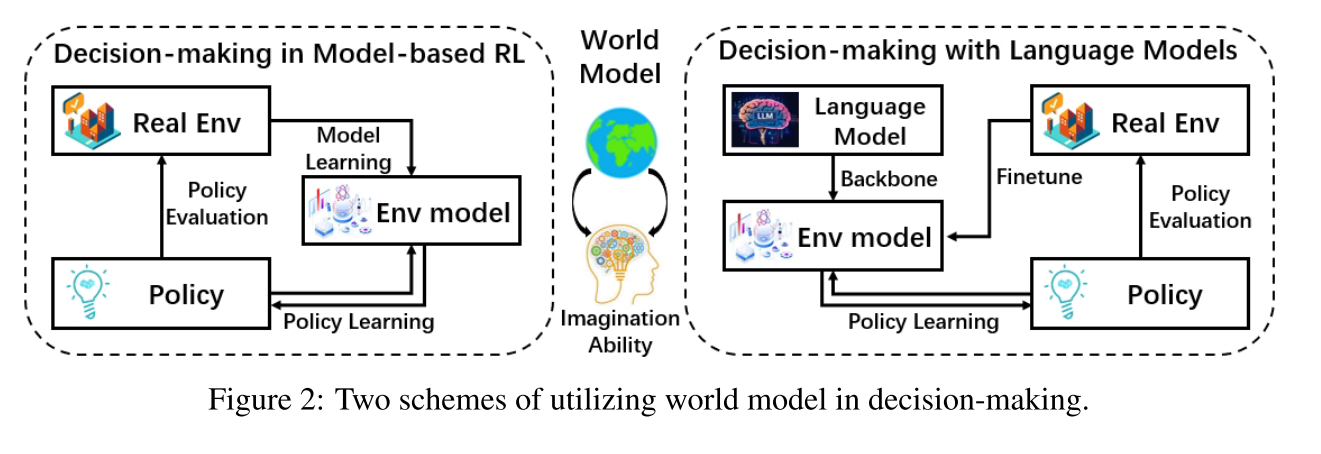 Decision-making in Model-based RL
Real Env
Model
Learning
Env model
Policy
Evaluation
Policy
Policy Learning
World
Model
Imagination
Ability
Decision-making with Language Models
LLM
Language
Model
Backbone
Env model
Finetune
Real Env
Policy
Evaluation
Policy
Policy Learning
Figure 2: Two schemes of utilizing world model in decision-making.